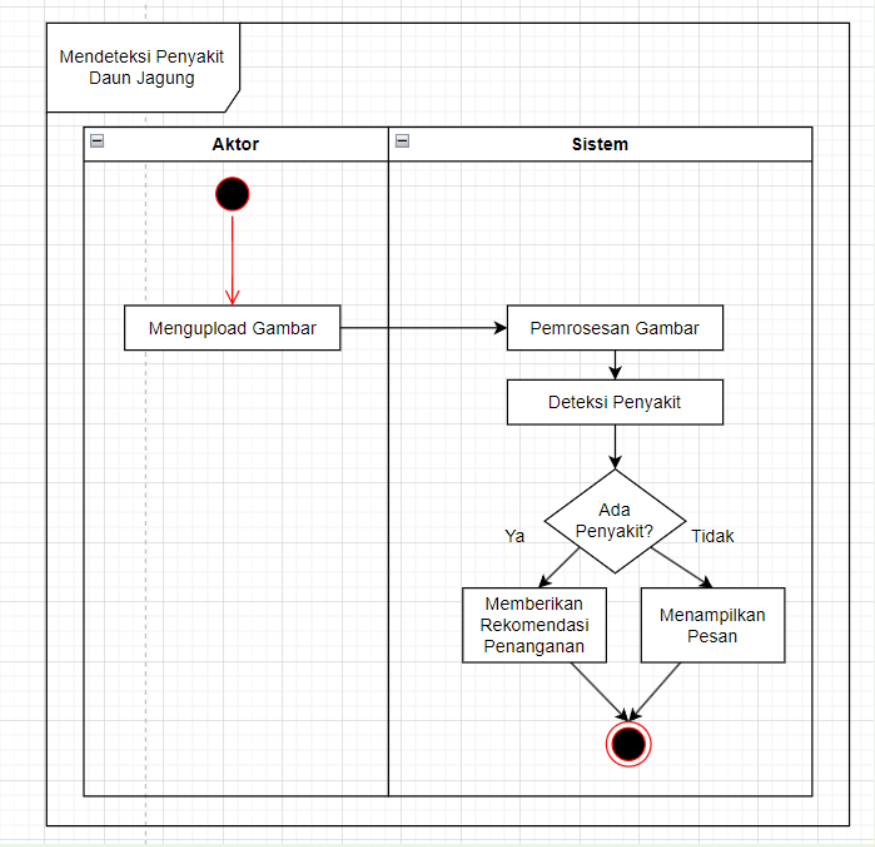 Mendeteksi Penyakit
Daun Jagung
Aktor
Sistem
Mengupload Gambar
Pemrosesan Gambar
Deteksi Penyakit
Ada
Penyakit?
Ya
Tidak
Memberikan
Rekomendasi
Penanganan
Menampilkan
Pesan